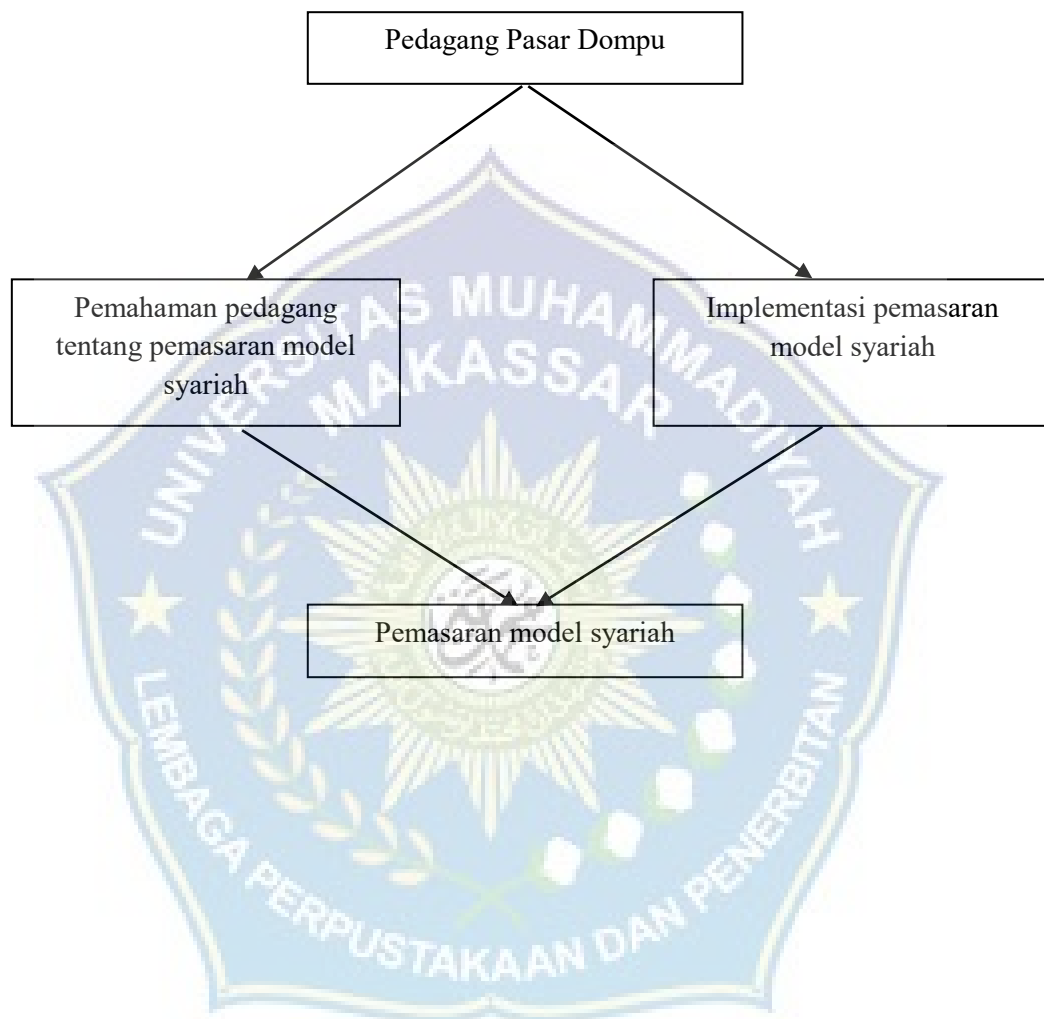 Pedagang Pasar Dompu
Pemahaman pedagang
tentang pemasaran model
syariah
Implementasi pemasaran
model syariah
Pemasaran model syariah
UNIVERSITAS MUHAMMADIYAH
MAKASSAR
LEMBAGA PERPUSTAKAAN DAN PENERBITAN